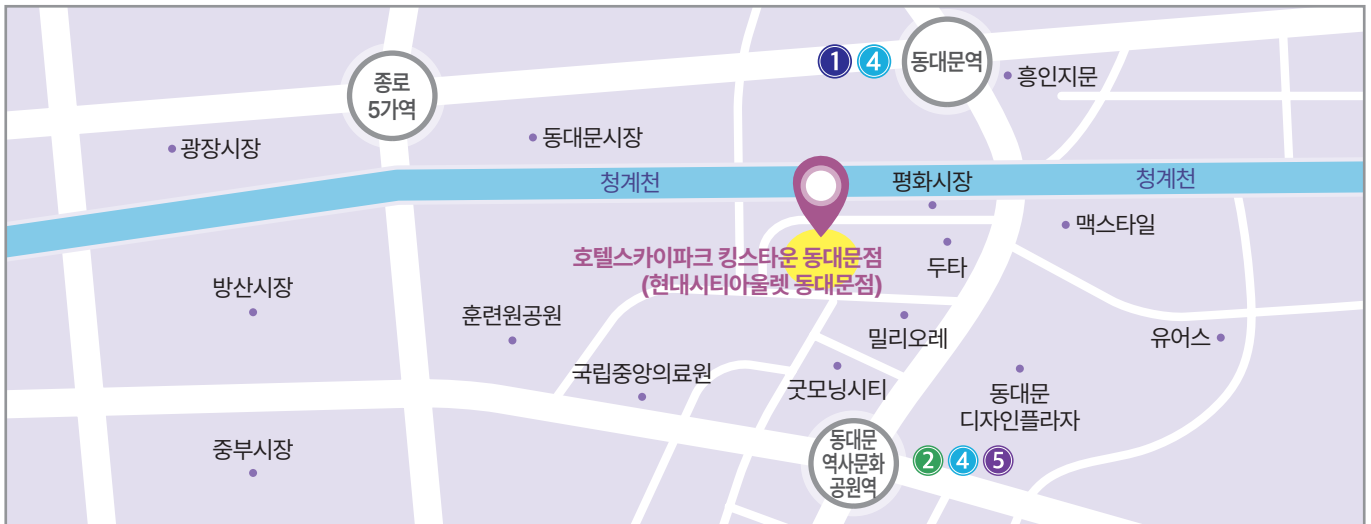 1
4
동대문역
흥인지문
종로
5가역
광장시장
동대문시장
청계천
평화시장
청계천
맥스타일
호텔스카이파크 킹스타운 동대문점
(현대시티아울렛 동대문점)
두타
방산시장
훈련원공원
밀리오레
유어스
국립중앙의료원
굿모닝시티
동대문
디자인플라자
중부시장
동대문
역사문화
공원역
2
4
5